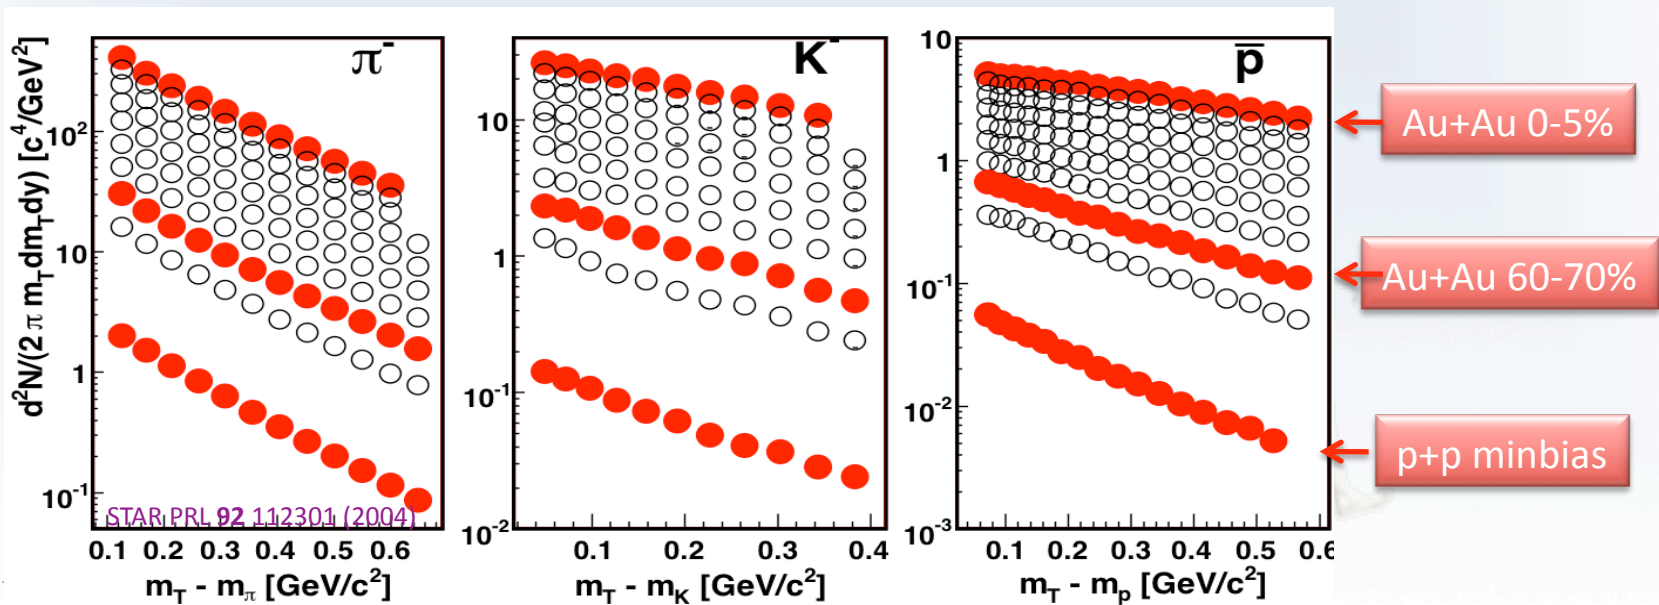 d²N/(2 π m_T dm_T dy) [c⁴/GeV²]
π⁻
10²
10
1
10⁻¹
STAR PRL 92 112301 (2004)
0.1 0.2 0.3 0.4 0.5 0.6
m_T - m_π [GeV/c²]
K⁻
10
1
10⁻¹
10⁻²
0.1 0.2 0.3 0.4
m_T - m_K [GeV/c²]
p̅
10
1
10⁻¹
10⁻²
10⁻³
0.1 0.2 0.3 0.4 0.5 0.6
m_T - m_p [GeV/c²]
Au+Au 0-5%
Au+Au 60-70%
p+p minbias